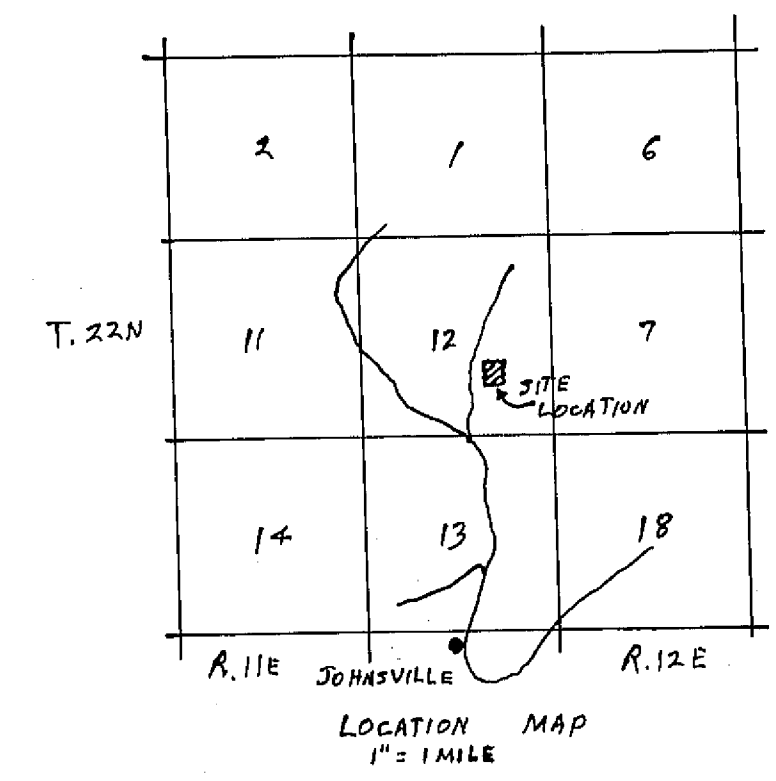 2 1 6
T. 22N 11 12 7
SITE
LOCATION
14 13 18
R. 11E JOHNSVILLE R. 12E
LOCATION MAP
1" = 1 MILE